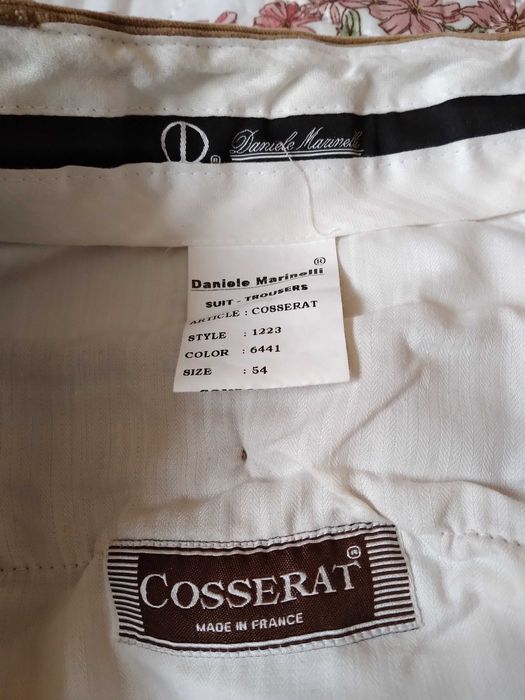 Daniele Marinelli
Daniele Marinelli
SUIT - TROUSERS
ARTICLE : COSSERAT
STYLE : 1223
COLOR : 6441
SIZE : 54
COSSERAT
MADE IN FRANCE